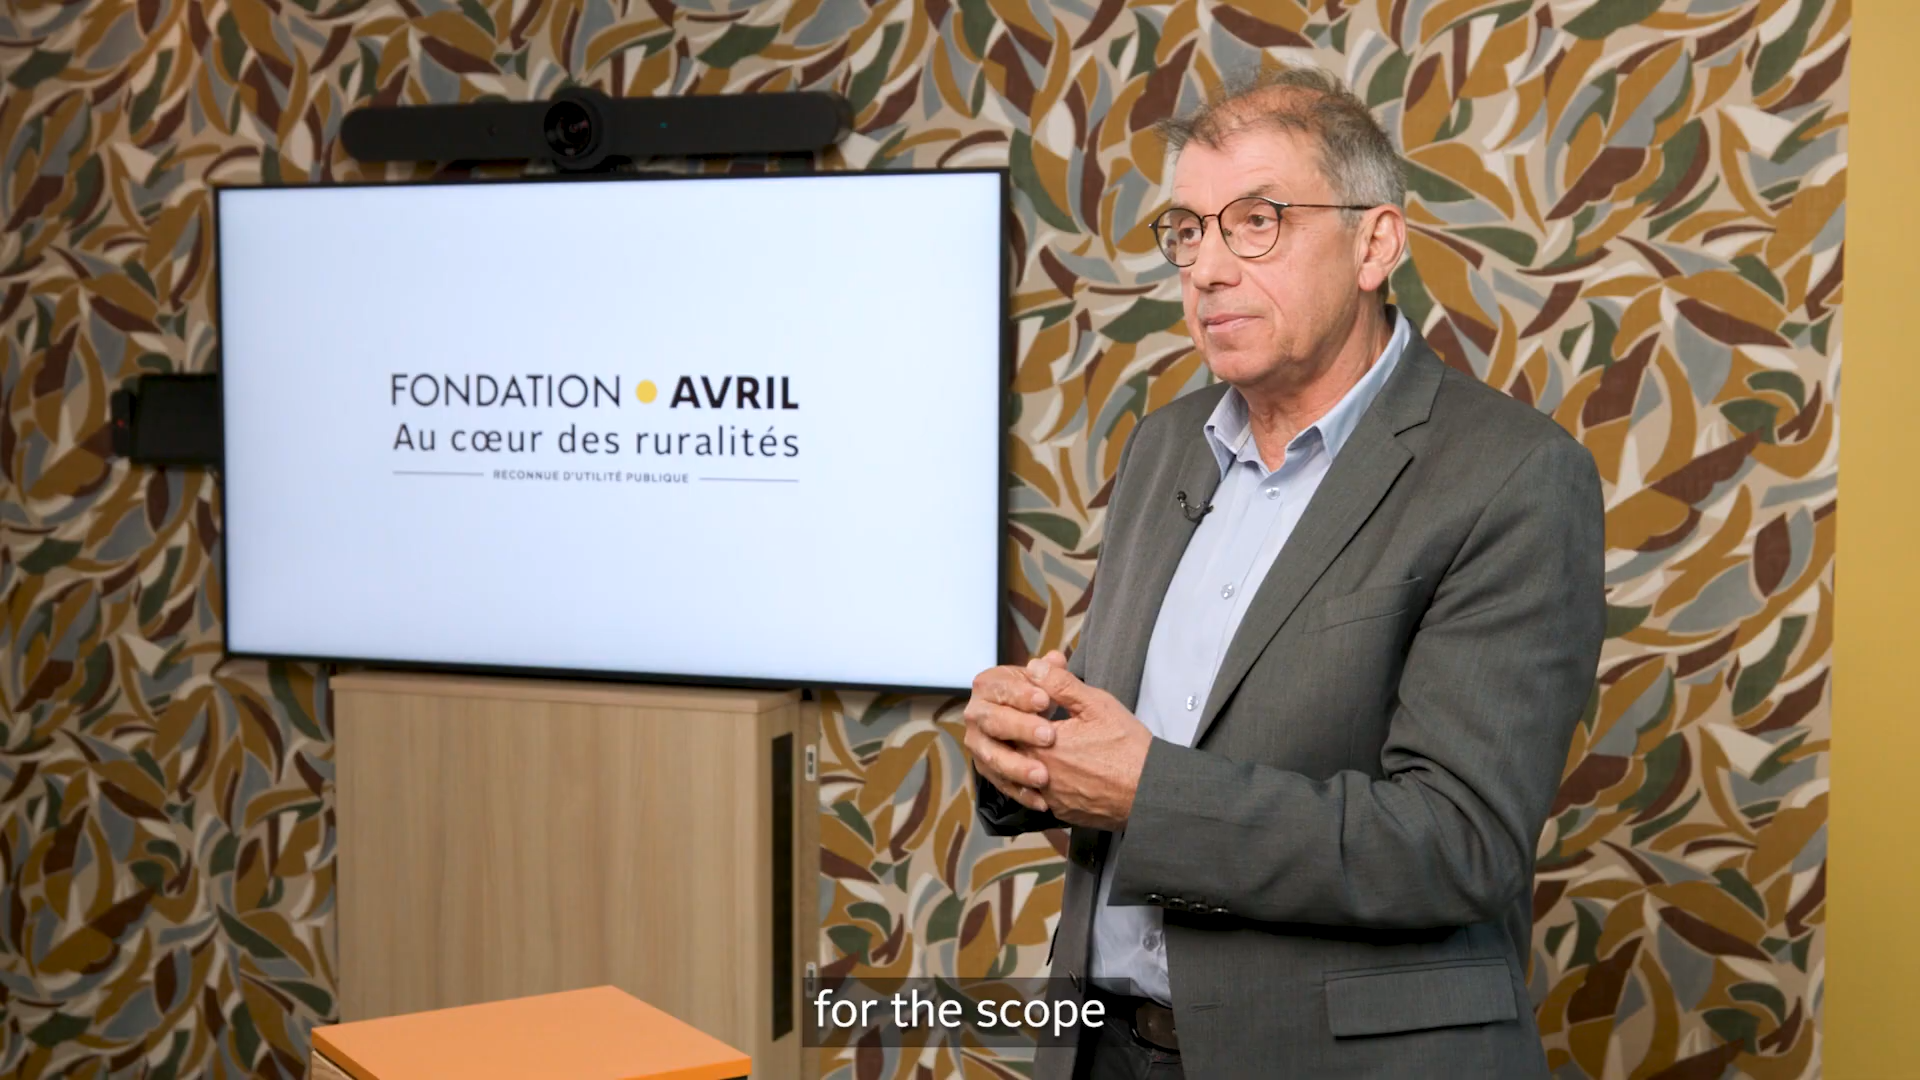 FONDATION • AVRIL
Au cœur des ruralités
RECONNUE D'UTILITÉ PUBLIQUE
for the scope